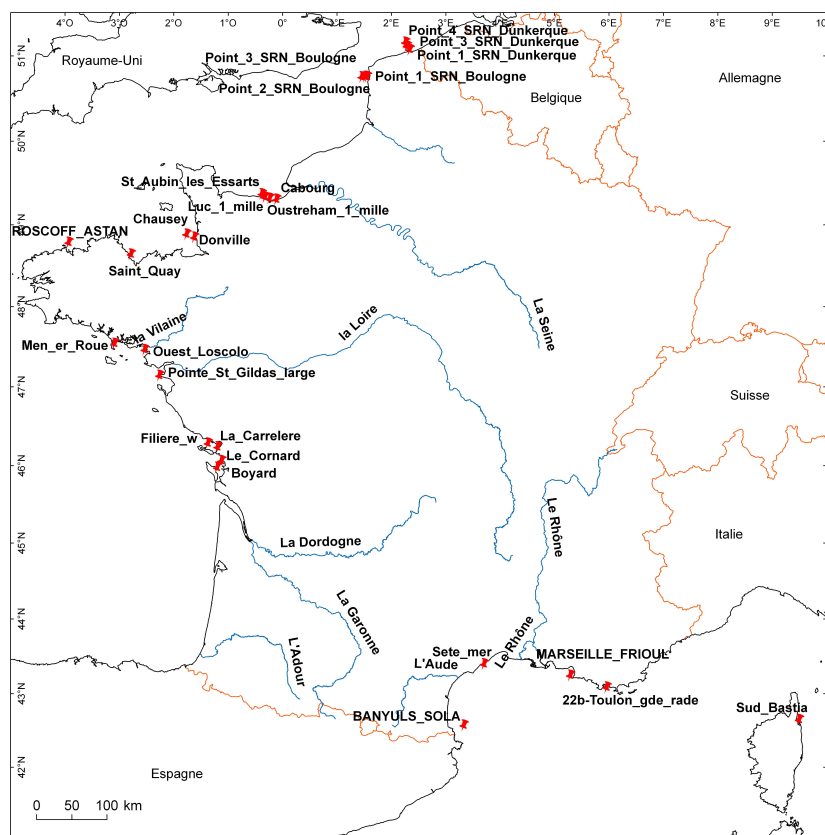 3°W 2°W 1°W 0° 1°E 2°E 3°E 4°E 5°E 6°E 7°E 8°E 9°E
Point_4_SRN_Dunkerque
Point_3_SRN_Dunkerque
Point_1_SRN_Dunkerque
51°N
Royaume-Uni
Point_3_SRN_Boulogne
Point_1_SRN_Boulogne
Allemagne
Point_2_SRN_Boulogne
Belgique
50°N
St_Aubin_les_Essarts
Cabourg
Luc_1_mille
Oustreham_1_mille
Chausey
ROSCOFF_ASTAN
Donville
Saint_Quay
48°N
la Vilaine
la Loire
La Seine
Men_er_Roue
Ouest_Loscolo
Pointe_St_Gildas_large
47°N
Suisse
Filiere_w
La_Carrelere
Le_Cornard
46°N
Boyard
Le Rhône
La Dordogne
45°N
Italie
44°N
La Garonne
L'Adour
Sete_mer
Le Rhône
MARSEILLE_FRIOUL
L'Aude
43°N
22b-Toulon_gde_rade
BANYULS_SOLA
Sud_Bastia
42°N
Espagne
0 50 100 km